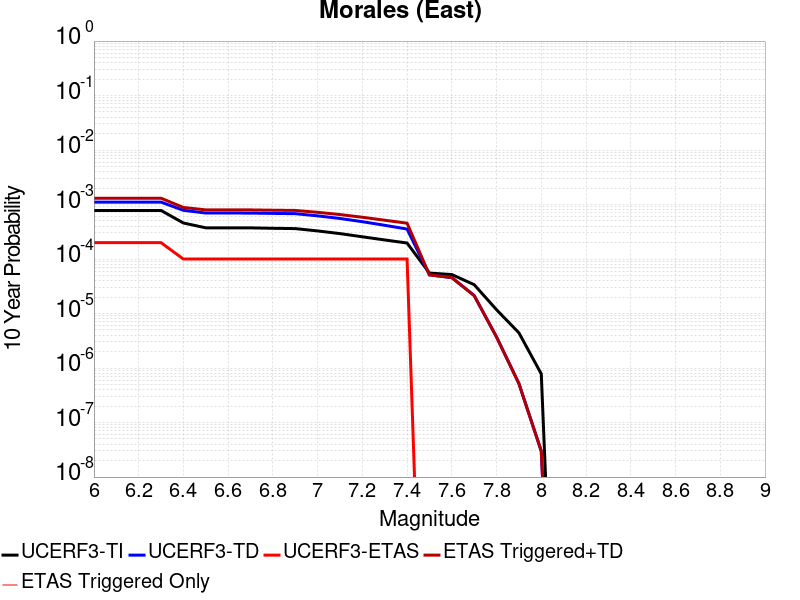 Morales (East)
10^0
10^-1
10^-2
10^-3
10^-4
10^-5
10^-6
10^-7
10^-8
10 Year Probability
6 6.2 6.4 6.6 6.8 7 7.2 7.4 7.6 7.8 8 8.2 8.4 8.6 8.8 9
Magnitude
UCERF3-TI UCERF3-TD UCERF3-ETAS ETAS Triggered+TD
ETAS Triggered Only